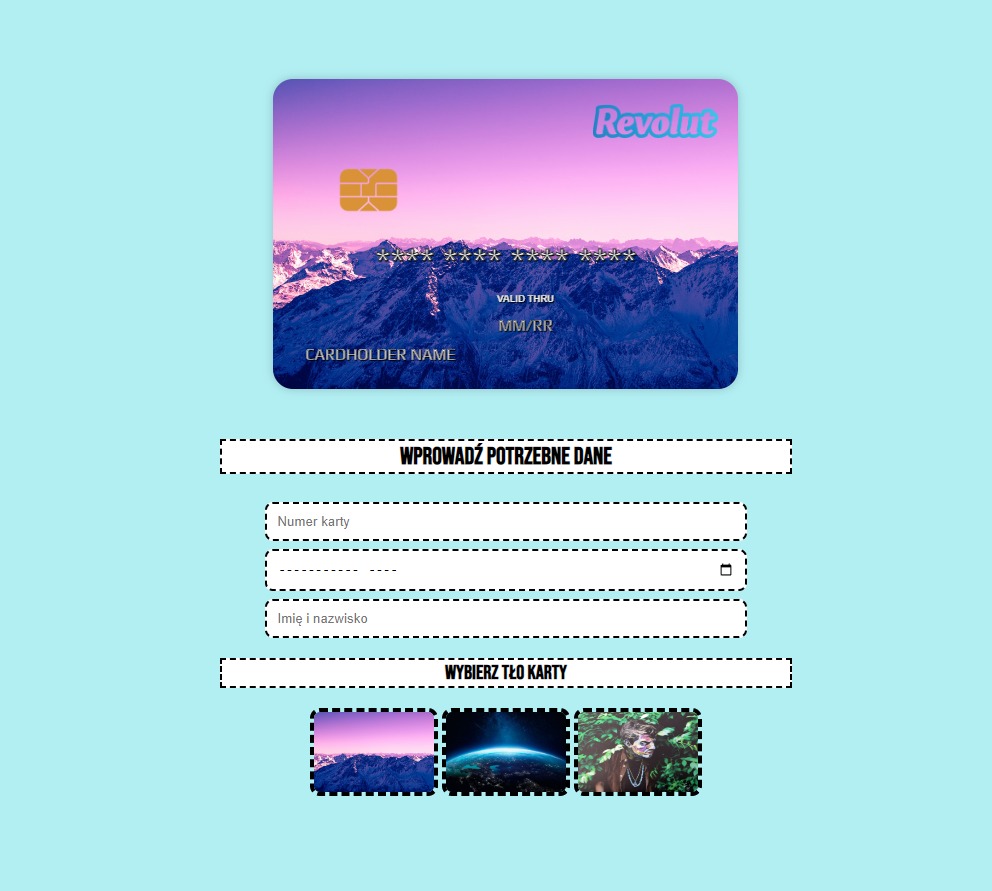 Revolut
**** **** **** ****
VALID THRU
MM/RR
CARDHOLDER NAME
WPROWADŹ POTRZEBNE DANE
Numer karty
----------- ----
Imię i nazwisko
WYBIERZ TŁO KARTY